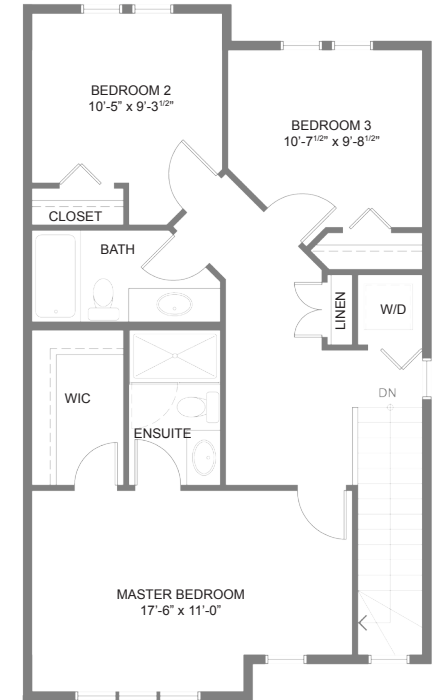 BEDROOM 2
10'-5" x 9'-3 1/2"
BEDROOM 3
10'-7 1/2" x 9'-8 1/2"
CLOSET
BATH
LINEN
W/D
DN
WIC
ENSUITE
MASTER BEDROOM
17'-6" x 11'-0"